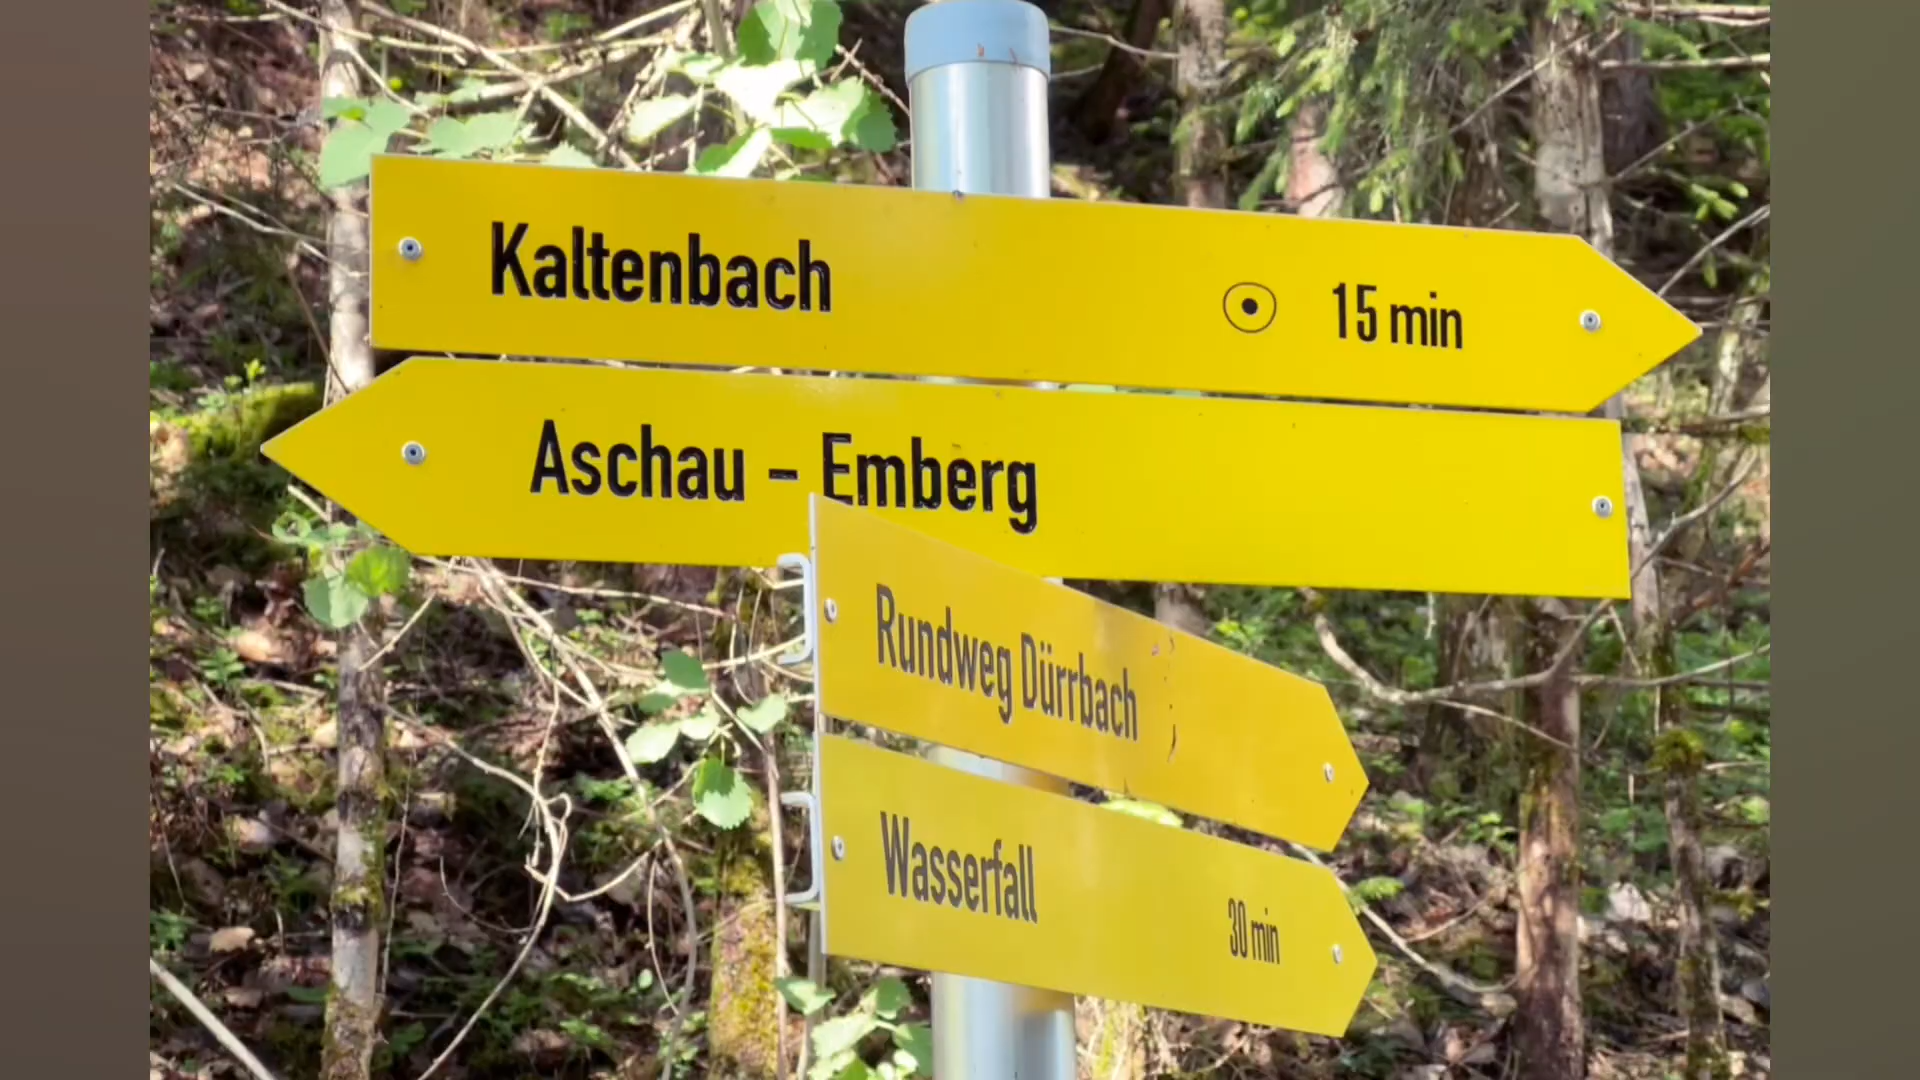 Kaltenbach 15 min
Aschau – Emberg
Rundweg Dürrbach
Wasserfall 30 min